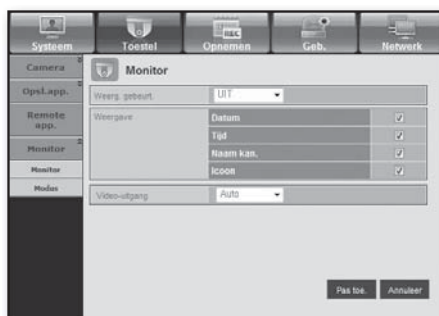 Systeem Toestel Opnemen Geb. Netwerk
REC
Camera
Opsl.app.
Remote app.
Monitor
Monitor
Modus
Monitor
Weerg. gebeurt. UIT
Weergave Datum
Tijd
Naam kan.
Icoon
Video-uitgang Auto
Pas toe. Annuleer